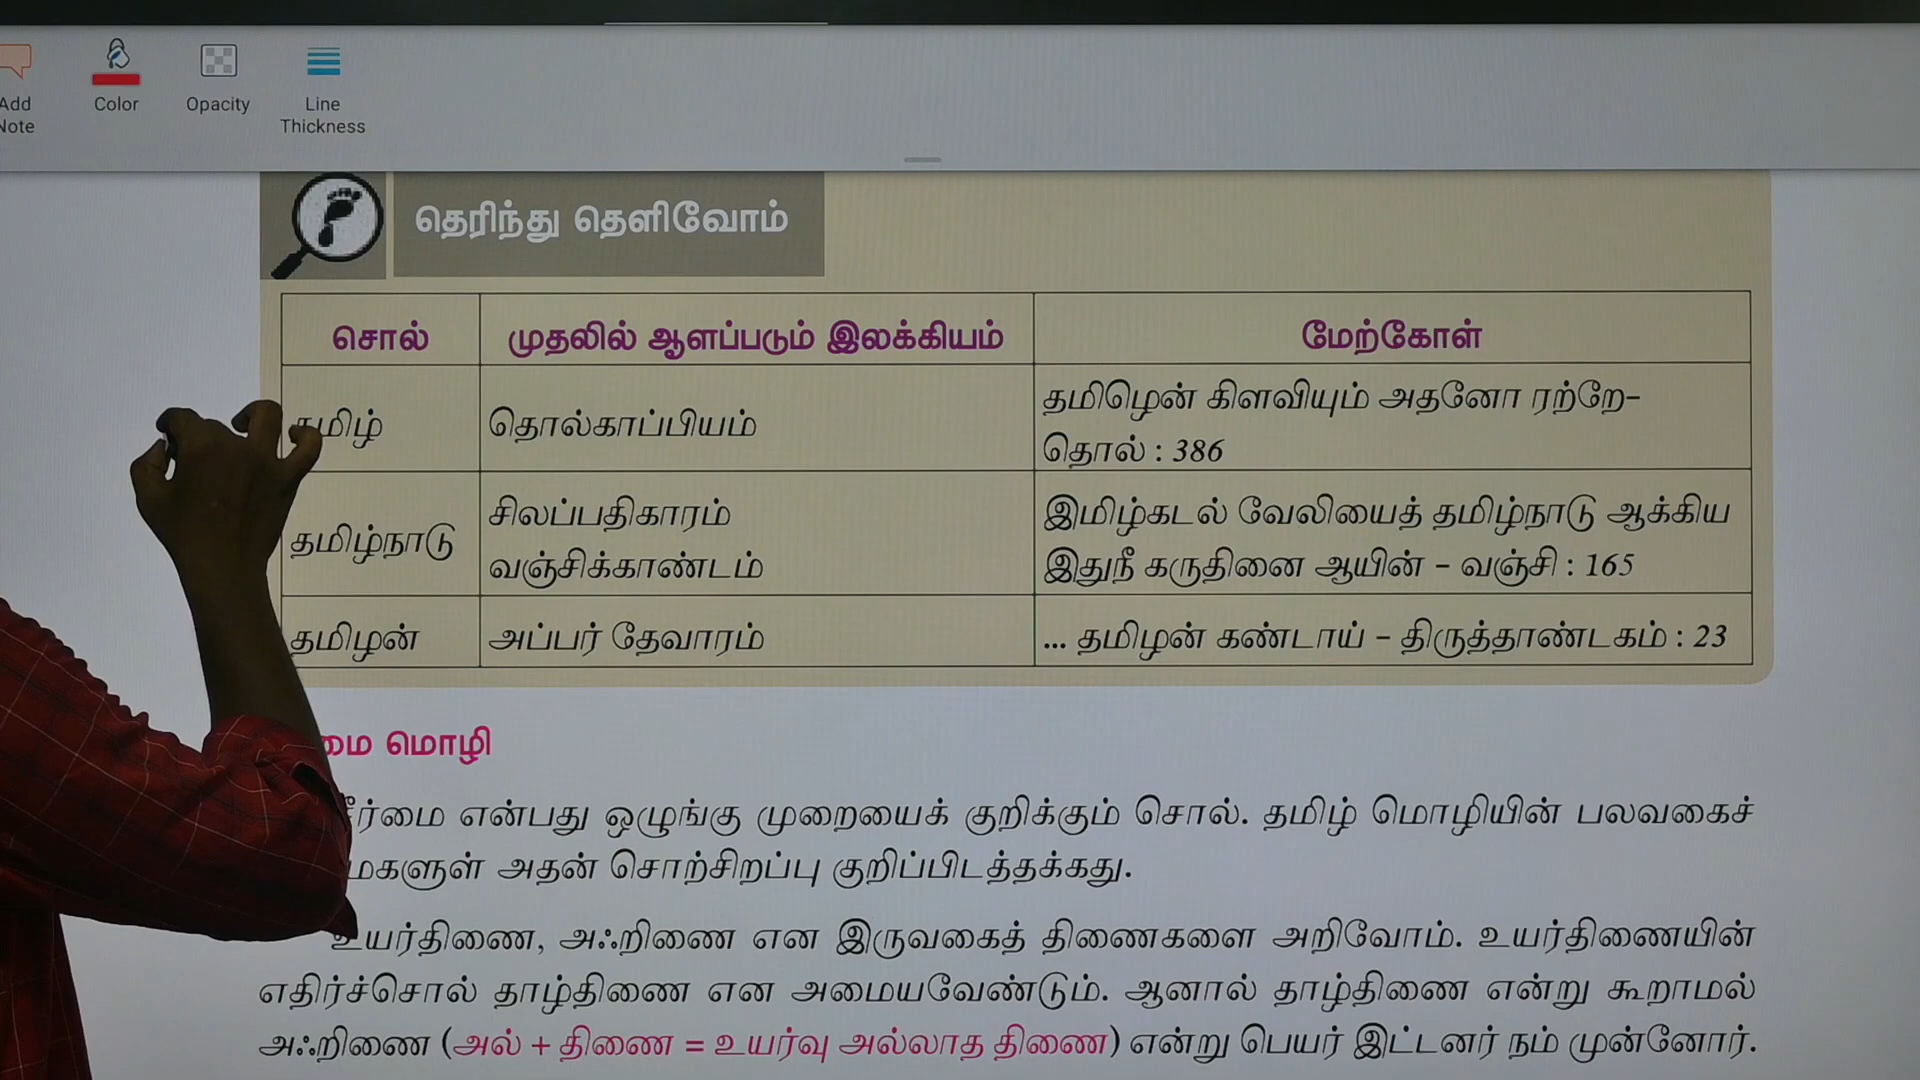 Add Note
Color
Opacity
Line Thickness
தெரிந்து தெளிவோம்
சொல் முதலில் ஆளப்படும் இலக்கியம் மேற்கோள்
தமிழ் தொல்காப்பியம் தமிழென் கிளவியும் அதனோ ரற்றே-
தொல் : 386
தமிழ்நாடு சிலப்பதிகாரம் இமிழ்கடல் வேலியைத் தமிழ்நாடு ஆக்கிய
வஞ்சிக்காண்டம் இதுநீ கருதினை ஆயின் - வஞ்சி : 165
தமிழன் அப்பர் தேவாரம் ... தமிழன் கண்டாய் - திருத்தாண்டகம் : 23
மொழி
என்பது ஒழுங்கு முறையைக் குறிக்கும் சொல். தமிழ் மொழியின் பலவகைச்
அதன் சொற்சிறப்பு குறிப்பிடத்தக்கது.
உயர்திணை, அஃறிணை என இருவகைத் திணைகளை அறிவோம். உயர்திணையின்
எதிர்ச்சொல் தாழ்திணை என அமையவேண்டும். ஆனால் தாழ்திணை என்று கூறாமல்
அஃறிணை (அல் + திணை = உயர்வு அல்லாத திணை) என்று பெயர் இட்டனர் நம் முன்னோர்.